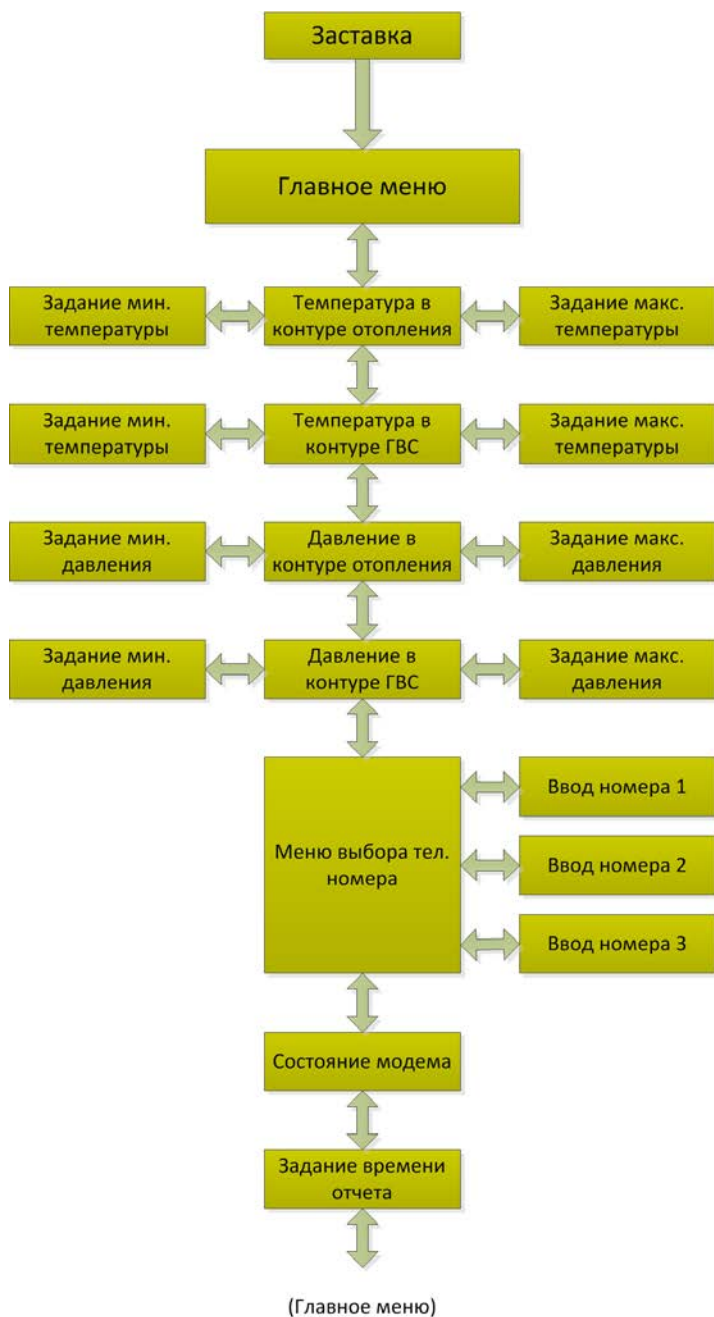 Заставка
Главное меню
Задание мин.
температуры
Температура в
контуре отопления
Задание макс.
температуры
Задание мин.
температуры
Температура в
контуре ГВС
Задание макс.
температуры
Задание мин.
давления
Давление в
контуре отопления
Задание макс.
давления
Задание мин.
давления
Давление в
контуре ГВС
Задание макс.
давления
Меню выбора тел.
номера
Ввод номера 1
Ввод номера 2
Ввод номера 3
Состояние модема
Задание времени
отчета
(Главное меню)